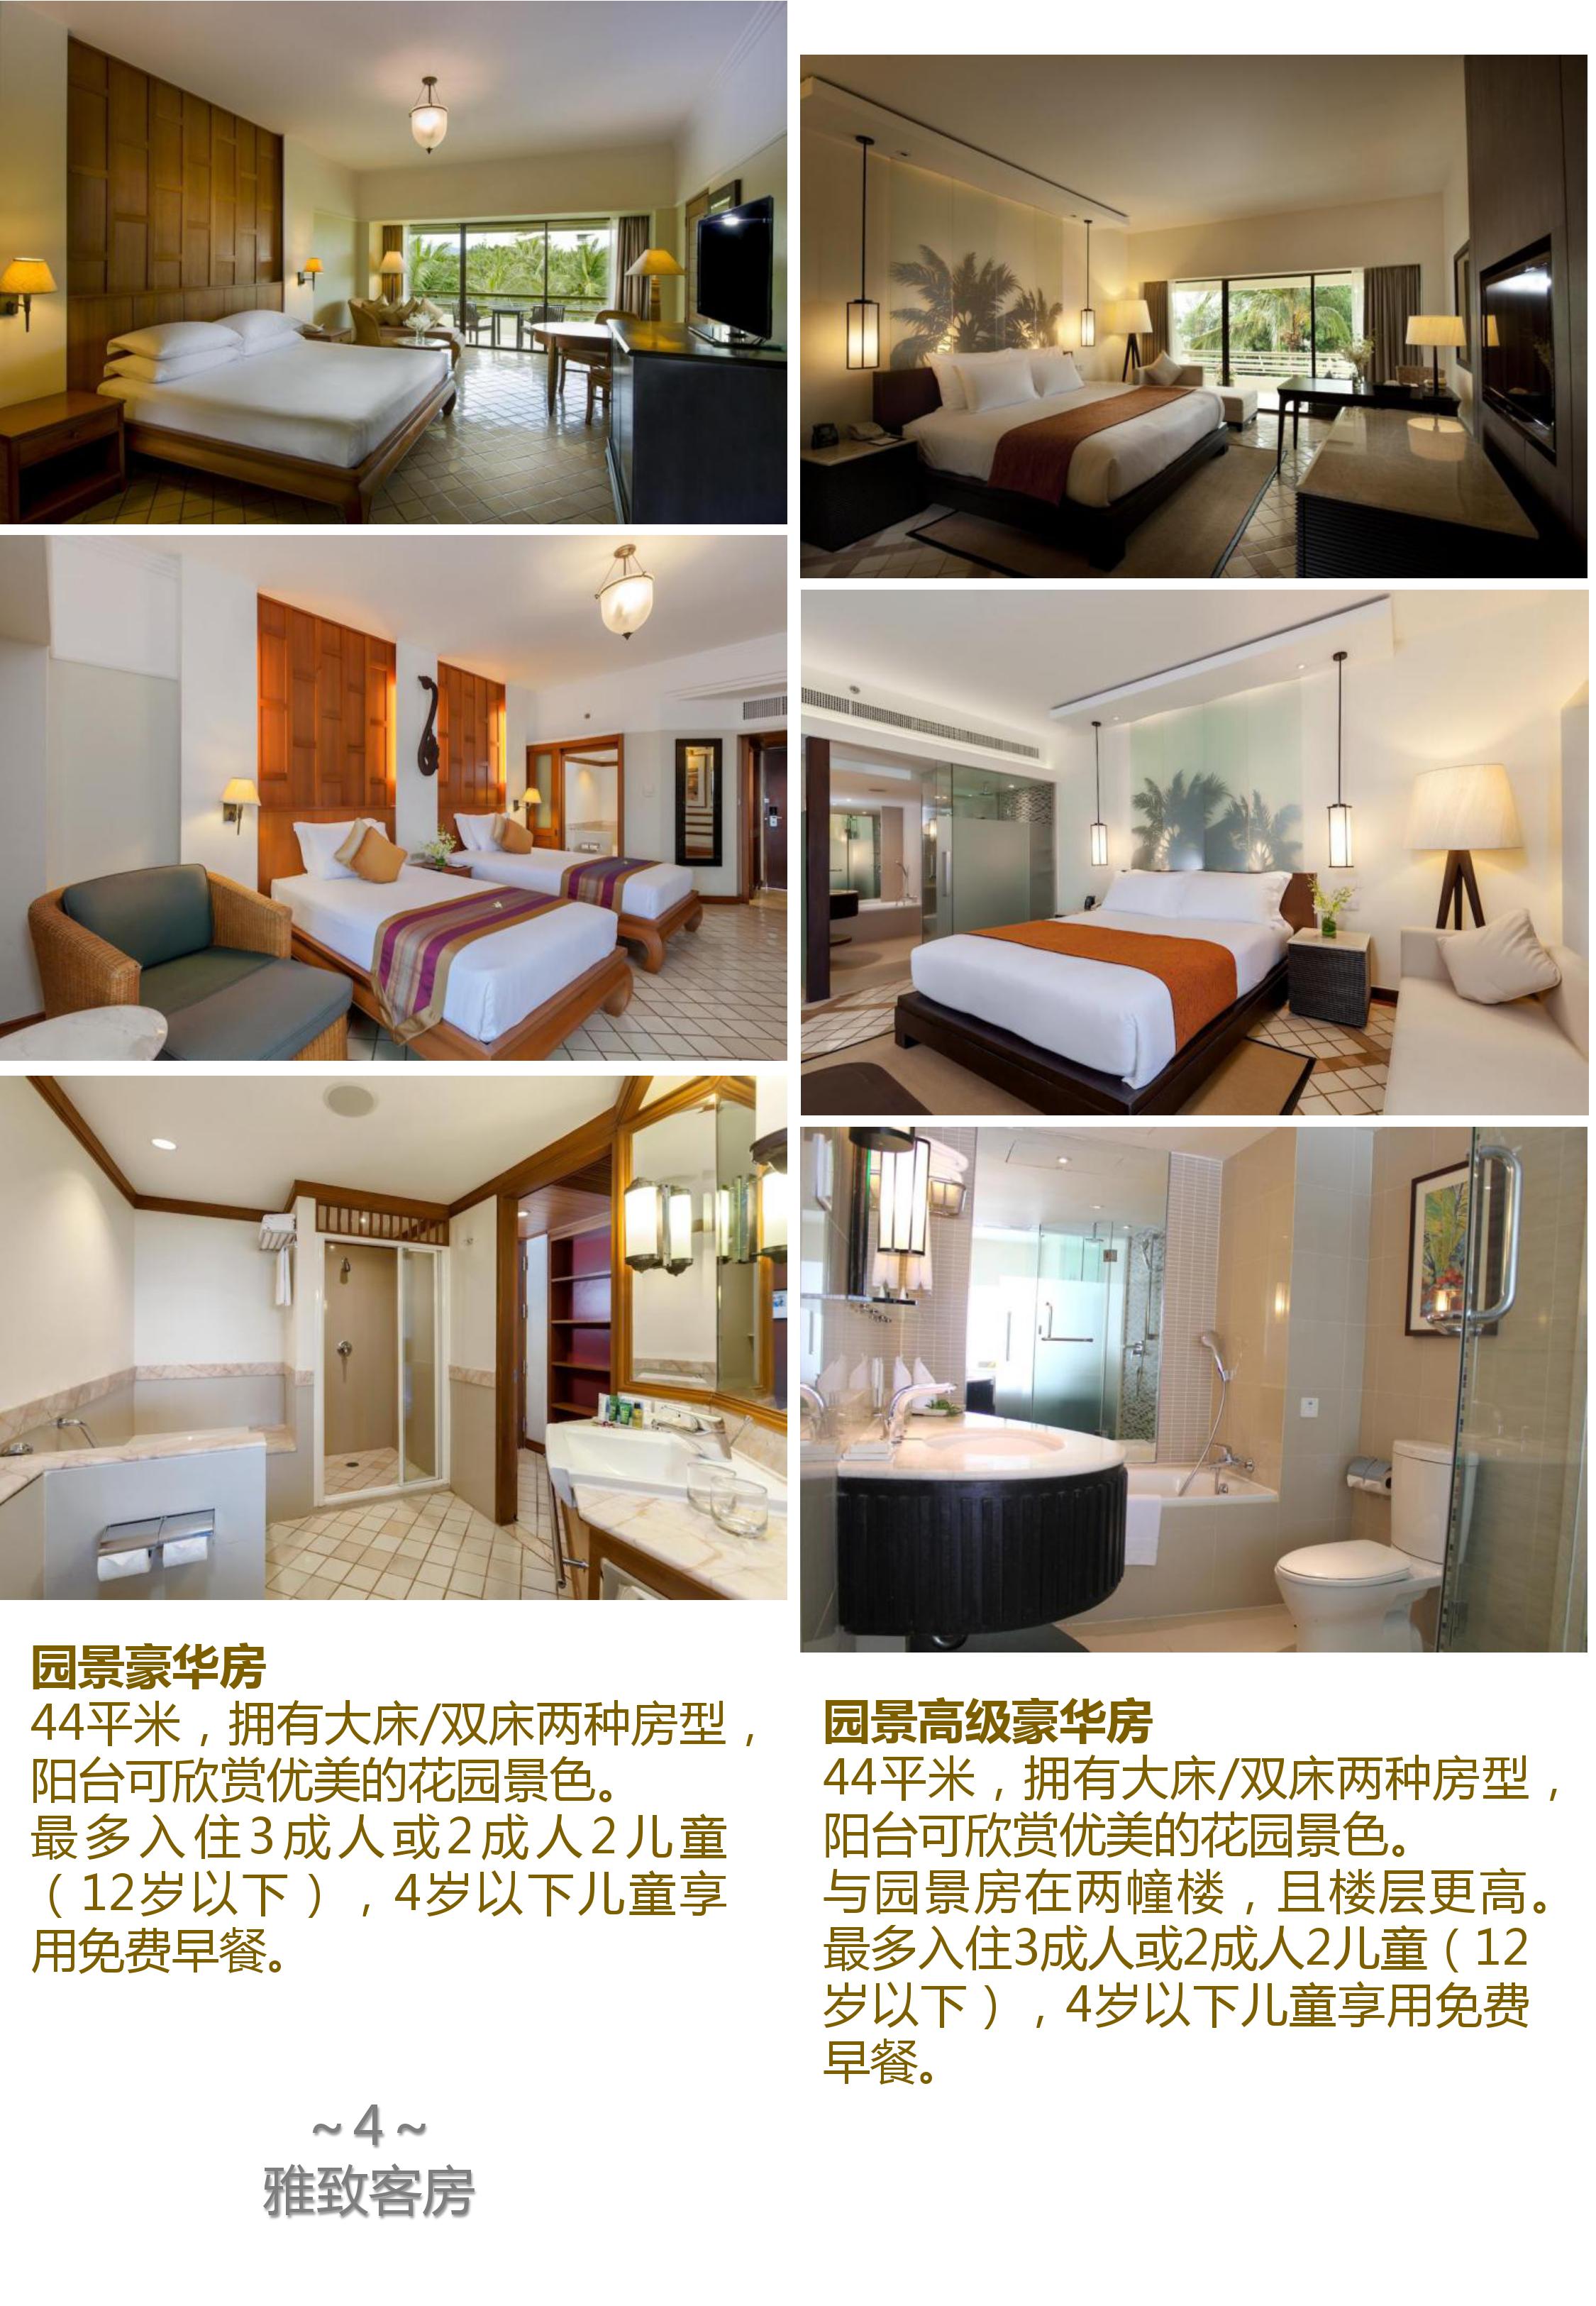 园景豪华房
44平米，拥有大床/双床两种房型，
阳台可欣赏优美的花园景色。
最多入住3成人或2成人2儿童
（12岁以下），4岁以下儿童享
用免费早餐。
园景高级豪华房
44平米，拥有大床/双床两种房型，
阳台可欣赏优美的花园景色。
与园景房在两幢楼，且楼层更高。
最多入住3成人或2成人2儿童（12
岁以下），4岁以下儿童享用免费
早餐。
~4~
雅致客房